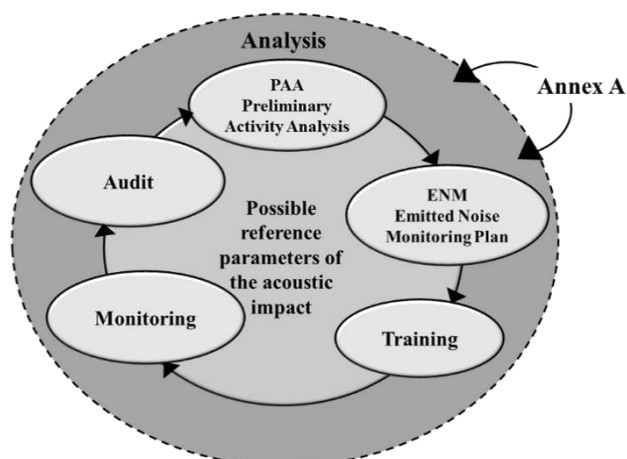 Analysis
Annex A
PAA
Preliminary
Activity Analysis
ENM
Emitted Noise
Monitoring Plan
Training
Monitoring
Audit
Possible
reference
parameters of
the acoustic
impact